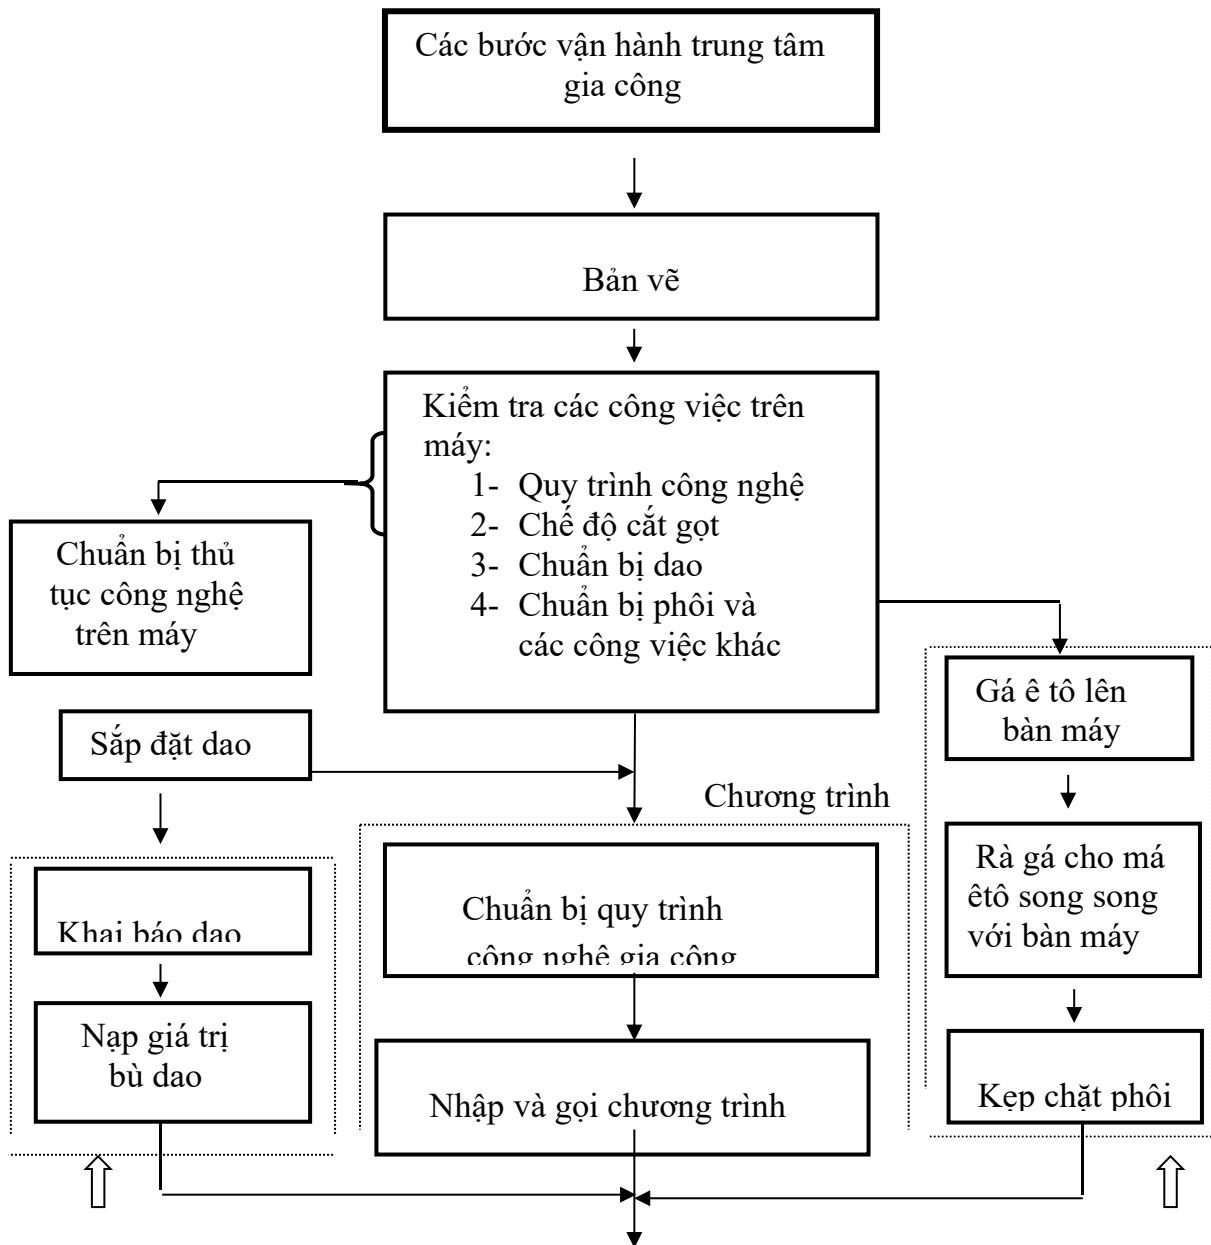 Các bước vận hành trung tâm
gia công
Bản vẽ
Kiểm tra các công việc trên
máy:
1- Quy trình công nghệ
2- Chế độ cắt gọt
3- Chuẩn bị dao
4- Chuẩn bị phôi và
các công việc khác
Chuẩn bị thủ
tục công nghệ
trên máy
Sắp đặt dao
Khai báo dao
Nạp giá trị
bù dao
Chương trình
Chuẩn bị quy trình
công nghệ gia công
Nhập và gọi chương trình
Gá ê tô lên
bàn máy
Rà gá cho má
êtô song song
với bàn máy
Kẹp chặt phôi